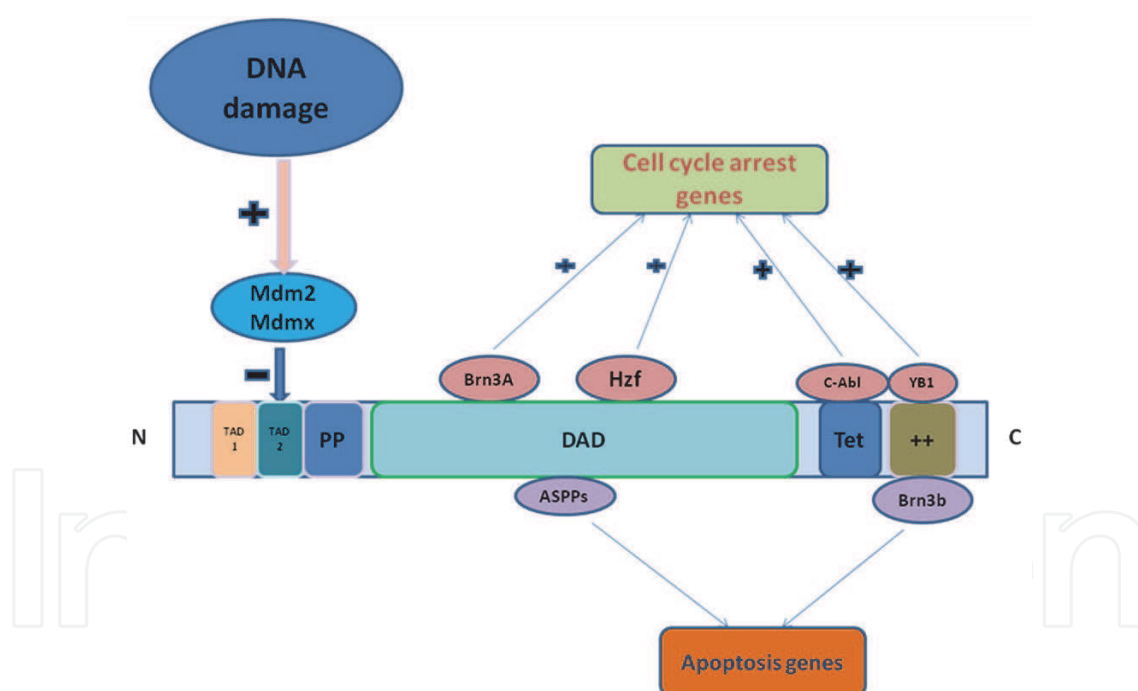 DNA
damage
Cell cycle arrest
genes
+
+
+
+
+
Mdm2
Mdmx
-
Brn3A
Hzf
C-Abl
YB1
N
TAD
1
TAD
2
PP
DAD
Tet
++
C
ASPPs
Brn3b
Apoptosis genes